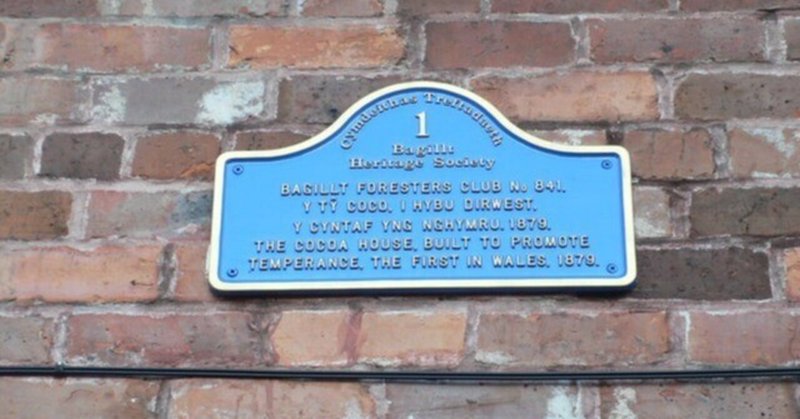 Cymdeithas Treftadaeth
1
Bagillt
Heritage Society
BAGILLT FORESTERS CLUB No 841.
Y TŶ COCO, I HYBU DIRWEST.
Y CYNTAF YNG NGHYMRU. 1879.
THE COCOA HOUSE, BUILT TO PROMOTE
TEMPERANCE, THE FIRST IN WALES. 1879.